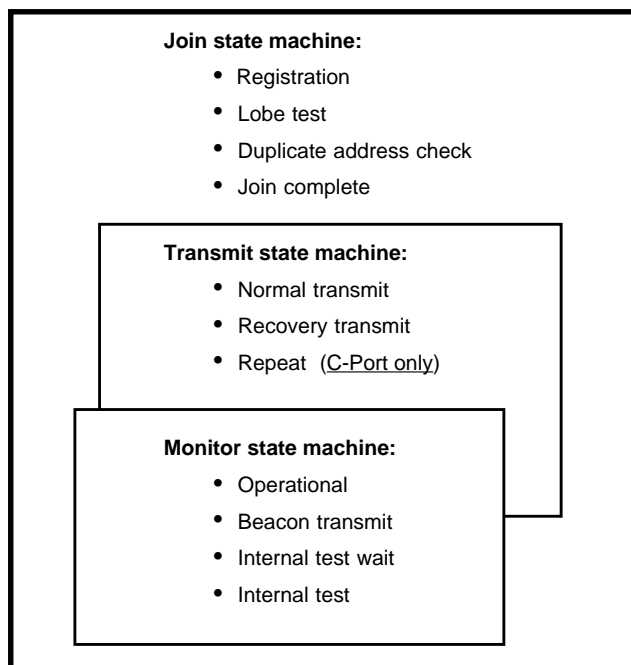 Join state machine:
• Registration
• Lobe test
• Duplicate address check
• Join complete
Transmit state machine:
• Normal transmit
• Recovery transmit
• Repeat (C-Port only)
Monitor state machine:
• Operational
• Beacon transmit
• Internal test wait
• Internal test